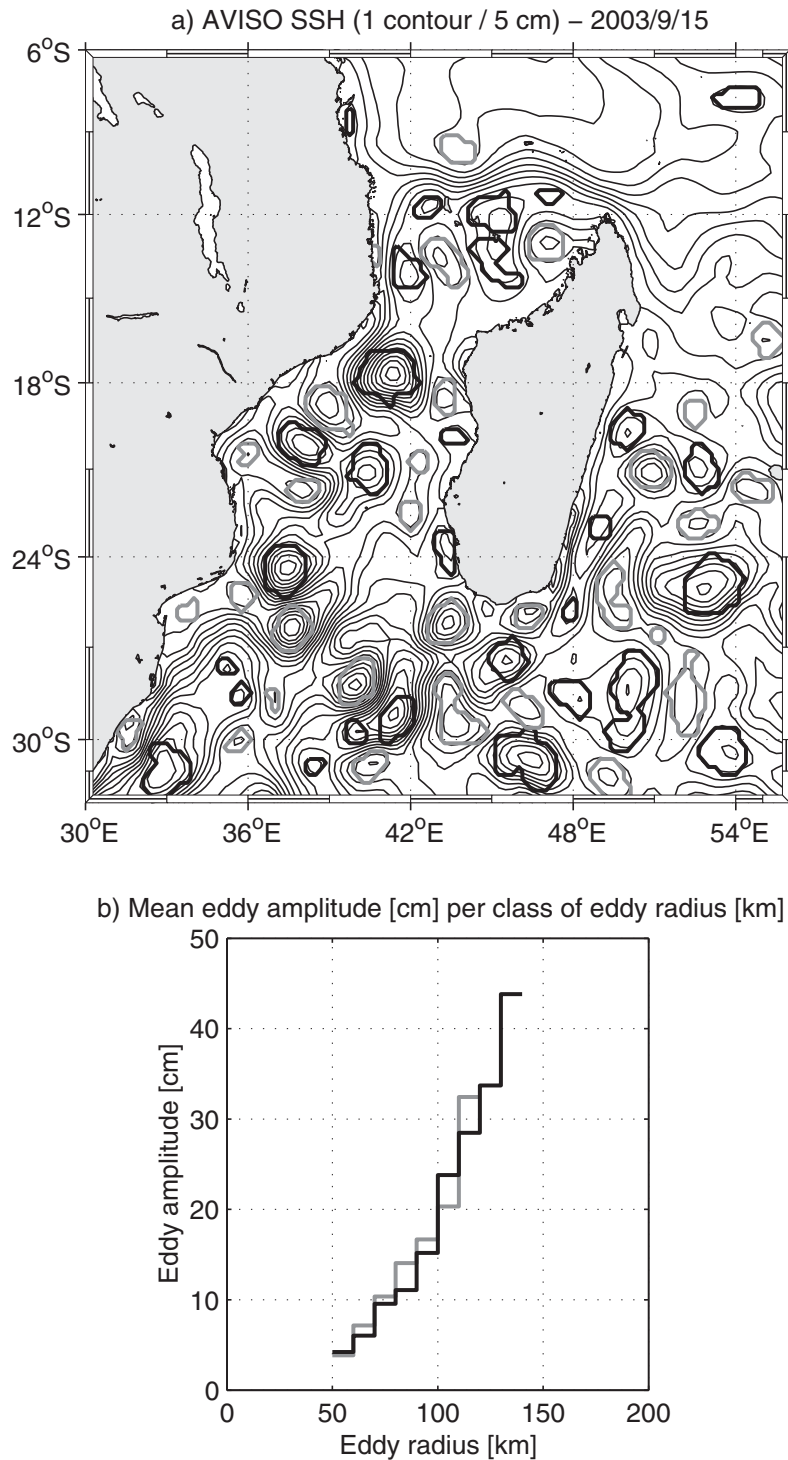 a) AVISO SSH (1 contour / 5 cm) – 2003/9/15
6°S
12°S
18°S
24°S
30°S
30°E 36°E 42°E 48°E 54°E
b) Mean eddy amplitude [cm] per class of eddy radius [km]
50
40
30
20
10
0
Eddy amplitude [cm]
0 50 100 150 200
Eddy radius [km]